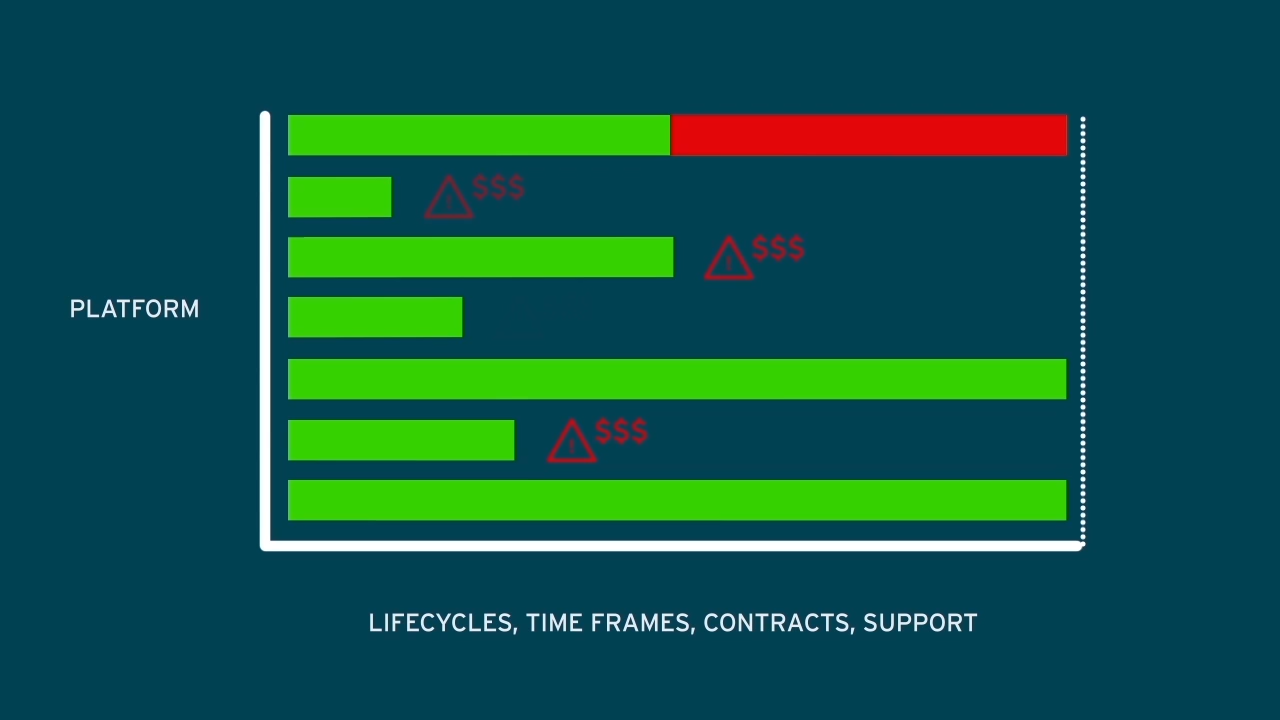 $$$
$$$
PLATFORM
$$$
LIFECYCLES, TIME FRAMES, CONTRACTS, SUPPORT